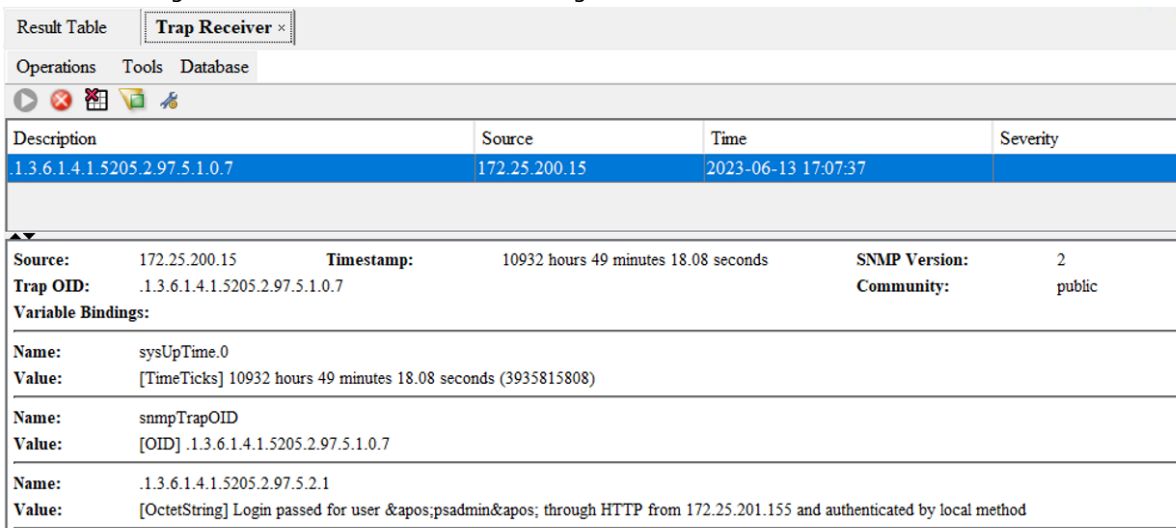 Result Table Trap Receiver ×
Operations Tools Database
Description Source Time Severity
.1.3.6.1.4.1.5205.2.97.5.1.0.7 172.25.200.15 2023-06-13 17:07:37
Source: 172.25.200.15 Timestamp: 10932 hours 49 minutes 18.08 seconds SNMP Version: 2
Trap OID: .1.3.6.1.4.1.5205.2.97.5.1.0.7 Community: public
Variable Bindings:
Name: sysUpTime.0
Value: [TimeTicks] 10932 hours 49 minutes 18.08 seconds (3935815808)
Name: snmpTrapOID
Value: [OID] .1.3.6.1.4.1.5205.2.97.5.1.0.7
Name: .1.3.6.1.4.1.5205.2.97.5.2.1
Value: [OctetString] Login passed for user &apos;psadmin&apos; through HTTP from 172.25.201.155 and authenticated by local method